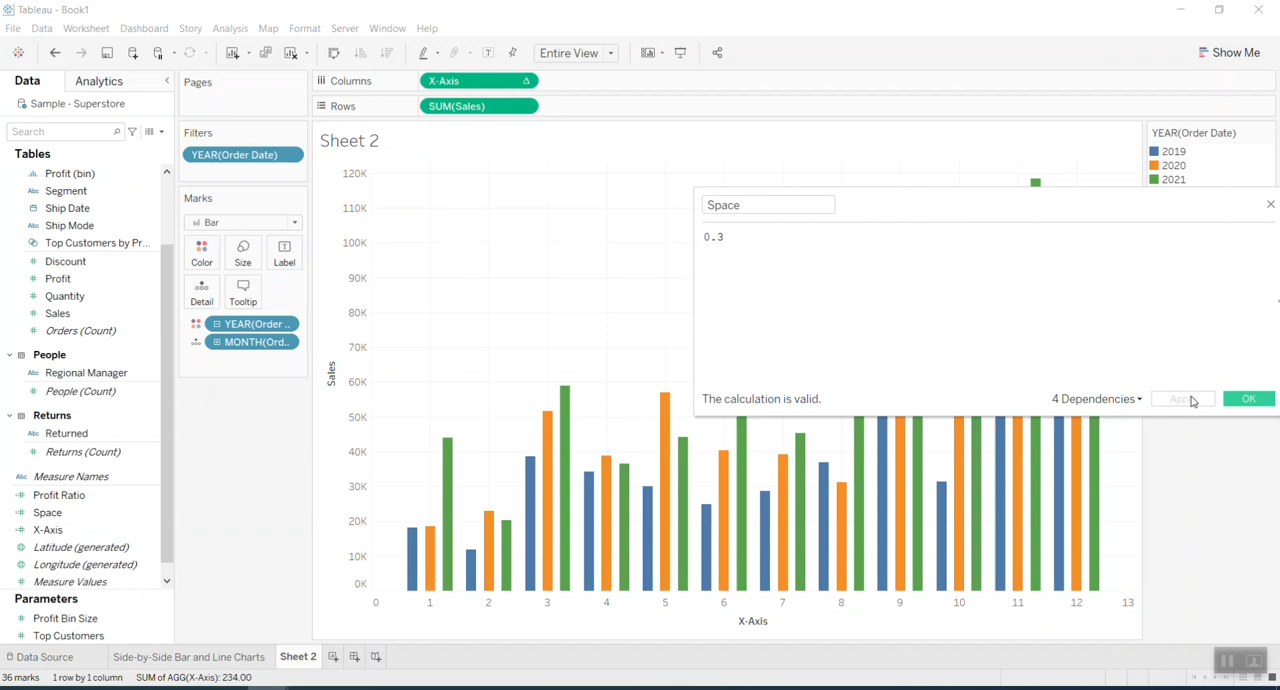 Tableau - Book1
File Data Worksheet Dashboard Story Analysis Map Format Server Window Help
Entire View
Show Me
Data Analytics
Sample - Superstore
Search
Tables
Profit (bin)
Abc Segment
Ship Date
Abc Ship Mode
Top Customers by Pr...
# Discount
# Profit
# Quantity
# Sales
# Orders (Count)
People
Abc Regional Manager
# People (Count)
Returns
Abc Returned
# Returns (Count)
Abc Measure Names
=# Profit Ratio
=# Space
=# X-Axis
Latitude (generated)
Longitude (generated)
# Measure Values
Parameters
# Profit Bin Size
# Top Customers
Pages
Filters
YEAR(Order Date)
Marks
Bar
Color Size Label
Detail Tooltip
YEAR(Order ..
MONTH(Ord..
Columns X-Axis Δ
Rows SUM(Sales)
Sheet 2
120K
110K
100K
90K
80K
70K
60K
50K
40K
30K
20K
10K
0K
Sales
0 1 2 3 4 5 6 7 8 9 10 11 12 13
X-Axis
YEAR(Order Date)
2019
2020
2021
Space
0.3
The calculation is valid.
4 Dependencies
OK
Data Source Side-by-Side Bar and Line Charts Sheet 2
36 marks 1 row by 1 column SUM of AGG(X-Axis): 234.00